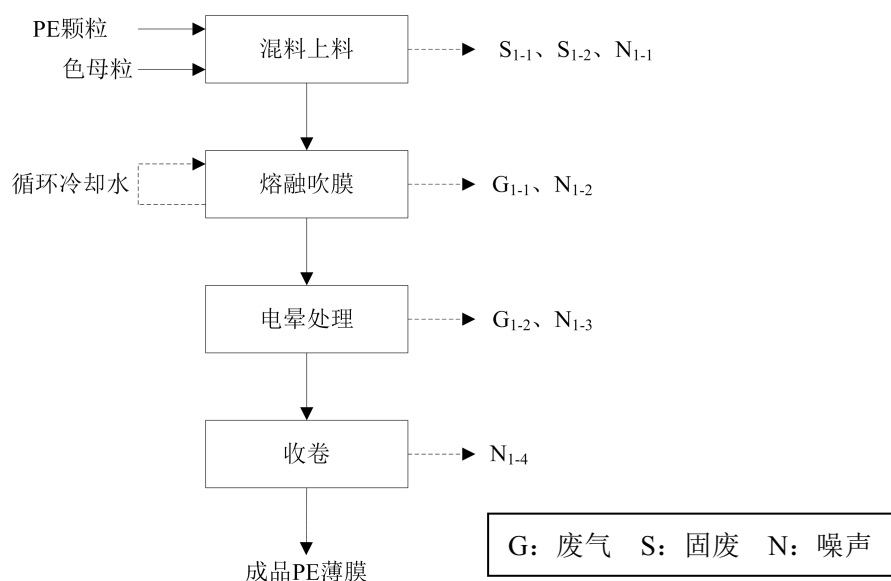 PE颗粒
色母粒
混料上料
S1-1、S1-2、N1-1
循环冷却水
熔融吹膜
G1-1、N1-2
电晕处理
G1-2、N1-3
收卷
N1-4
成品PE薄膜
G：废气 S：固废 N：噪声